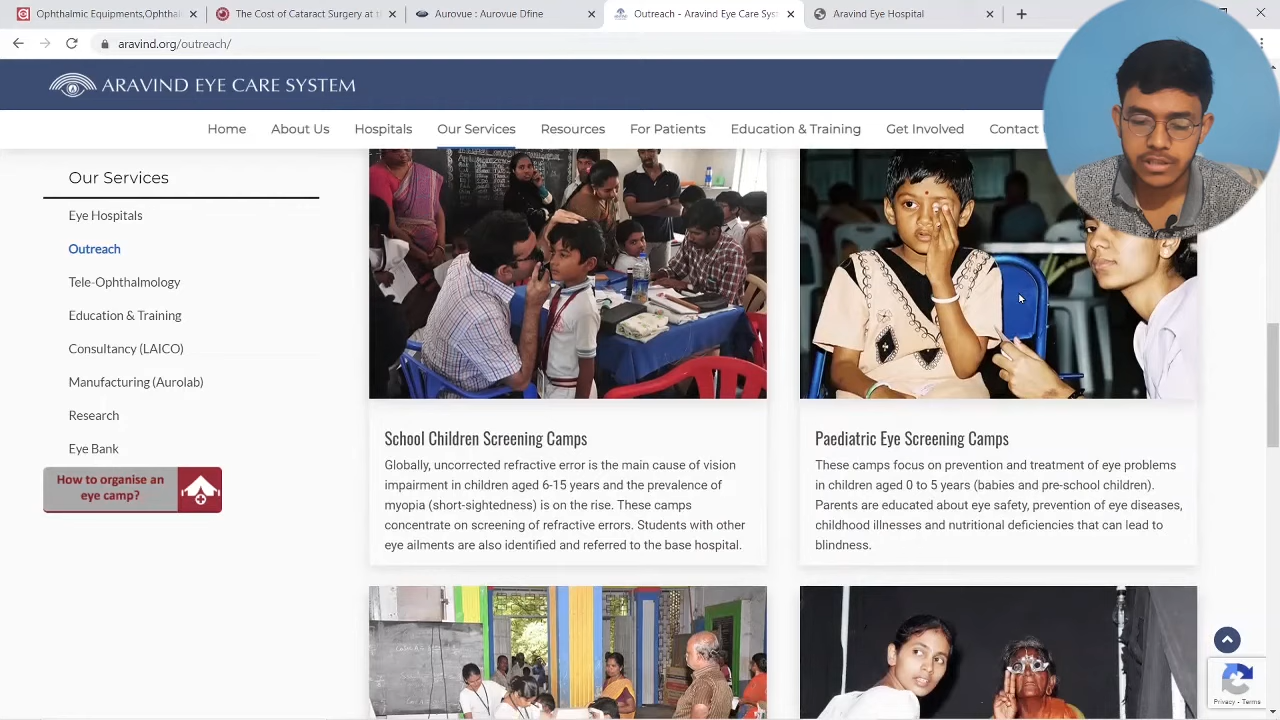 Ophthalmic Equipments,Ophthal
The Cost of Cataract Surgery at t
Aurouse : Aurovue Dfine
Outreach - Aravind Eye Care Syst
Aravind Eye Hospital
aravind.org/outreach/
ARAVIND EYE CARE SYSTEM
Home
About Us
Hospitals
Our Services
Resources
For Patients
Education & Training
Get Involved
Contact
Our Services
Eye Hospitals
Outreach
Tele-Ophthalmology
Education & Training
Consultancy (LAICO)
Manufacturing (Aurolab)
Research
Eye Bank
How to organise an
eye camp?
School Children Screening Camps
Globally, uncorrected refractive error is the main cause of vision
impairment in children aged 6-15 years and the prevalence of
myopia (short-sightedness) is on the rise. These camps
concentrate on screening of refractive errors. Students with other
eye ailments are also identified and referred to the base hospital.
Paediatric Eye Screening Camps
These camps focus on prevention and treatment of eye problems
in children aged 0 to 5 years (babies and pre-school children).
Parents are educated about eye safety, prevention of eye diseases,
childhood illnesses and nutritional deficiencies that can lead to
blindness.
Privacy - Terms